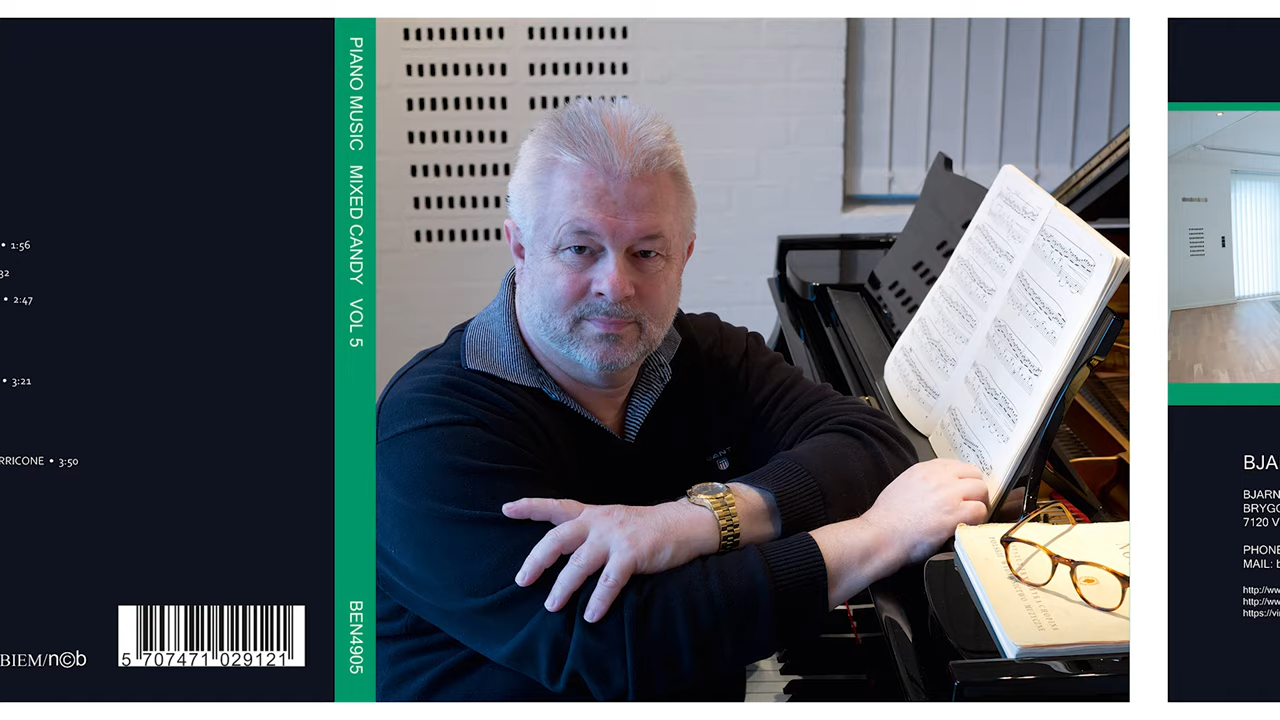 • 1:56
32
• 2:47
• 3:21
RRICONE • 3:50
BIEM/n©b
5 707471 029121
PIANO MUSIC MIXED CANDY VOL 5
BEN4905
GANT
BJA
BJARN
BRYGG
7120 V
PHONE
MAIL: b
http://ww
http://ww
https://vi